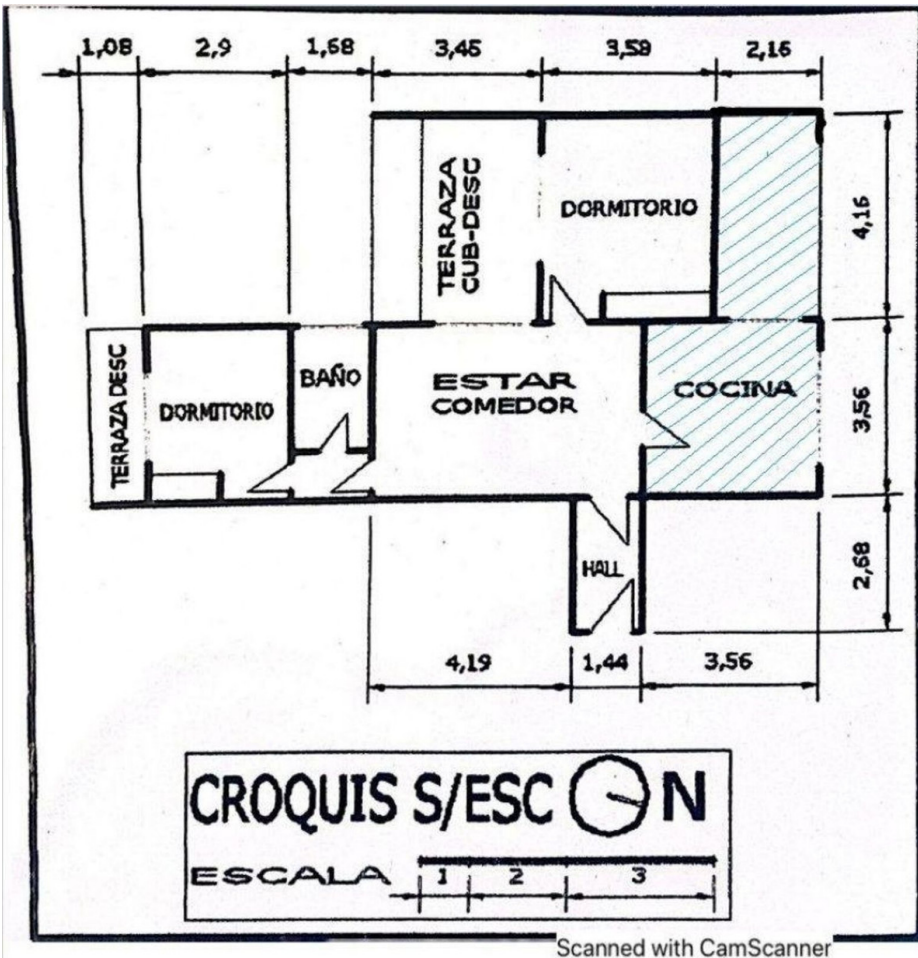 1,08 2,9 1,68 3,45 3,59 2,16
TERRAZA
CUB-DESC
DORMITORIO
4,16
TERRAZA DESC
DORMITORIO
BAÑO
ESTAR
COMEDOR
COCINA
3,56
HALL
2,68
4,19 1,44 3,56
CROQUIS S/ESC N
ESCALA 1 2 3
Scanned with CamScanner